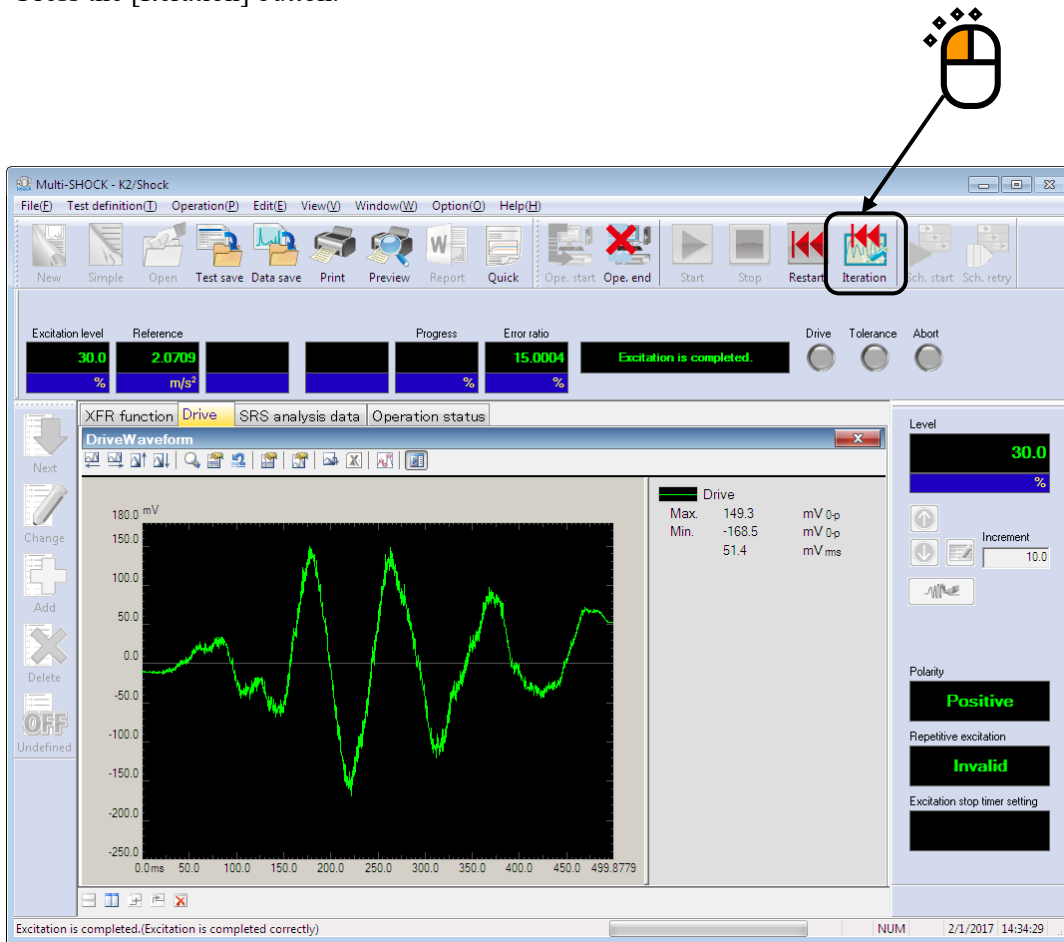 Press the [Iteration] button.
Multi-SHOCK - K2/Shock
File(F) Test definition(T) Operation(P) Edit(E) View(V) Window(W) Option(O) Help(H)
New Simple Open Test save Data save Print Preview Report Quick Ope. start Ope. end Start Stop Restart Iteration Sch. start Sch. retry
Excitation level Reference Progress Error ratio Drive Tolerance Abort
30.0 2.0709 15.0004 Excitation is completed.
% m/s² % %
XFR function Drive SRS analysis data Operation status
DriveWaveform
Next
Change
Add
Delete
OFF
Undefined
180.0 mV
150.0
100.0
50.0
0.0
-50.0
-100.0
-150.0
-200.0
-250.0
0.0 ms 50.0 100.0 150.0 200.0 250.0 300.0 350.0 400.0 450.0 499.8779
Drive
Max. 149.3 mV 0-p
Min. -168.5 mV 0-p
51.4 mV rms
Level
30.0
%
Increment
10.0
Polarity
Positive
Repetitive excitation
Invalid
Excitation stop timer setting
Excitation is completed.(Excitation is completed correctly) NUM 2/1/2017 14:34:29